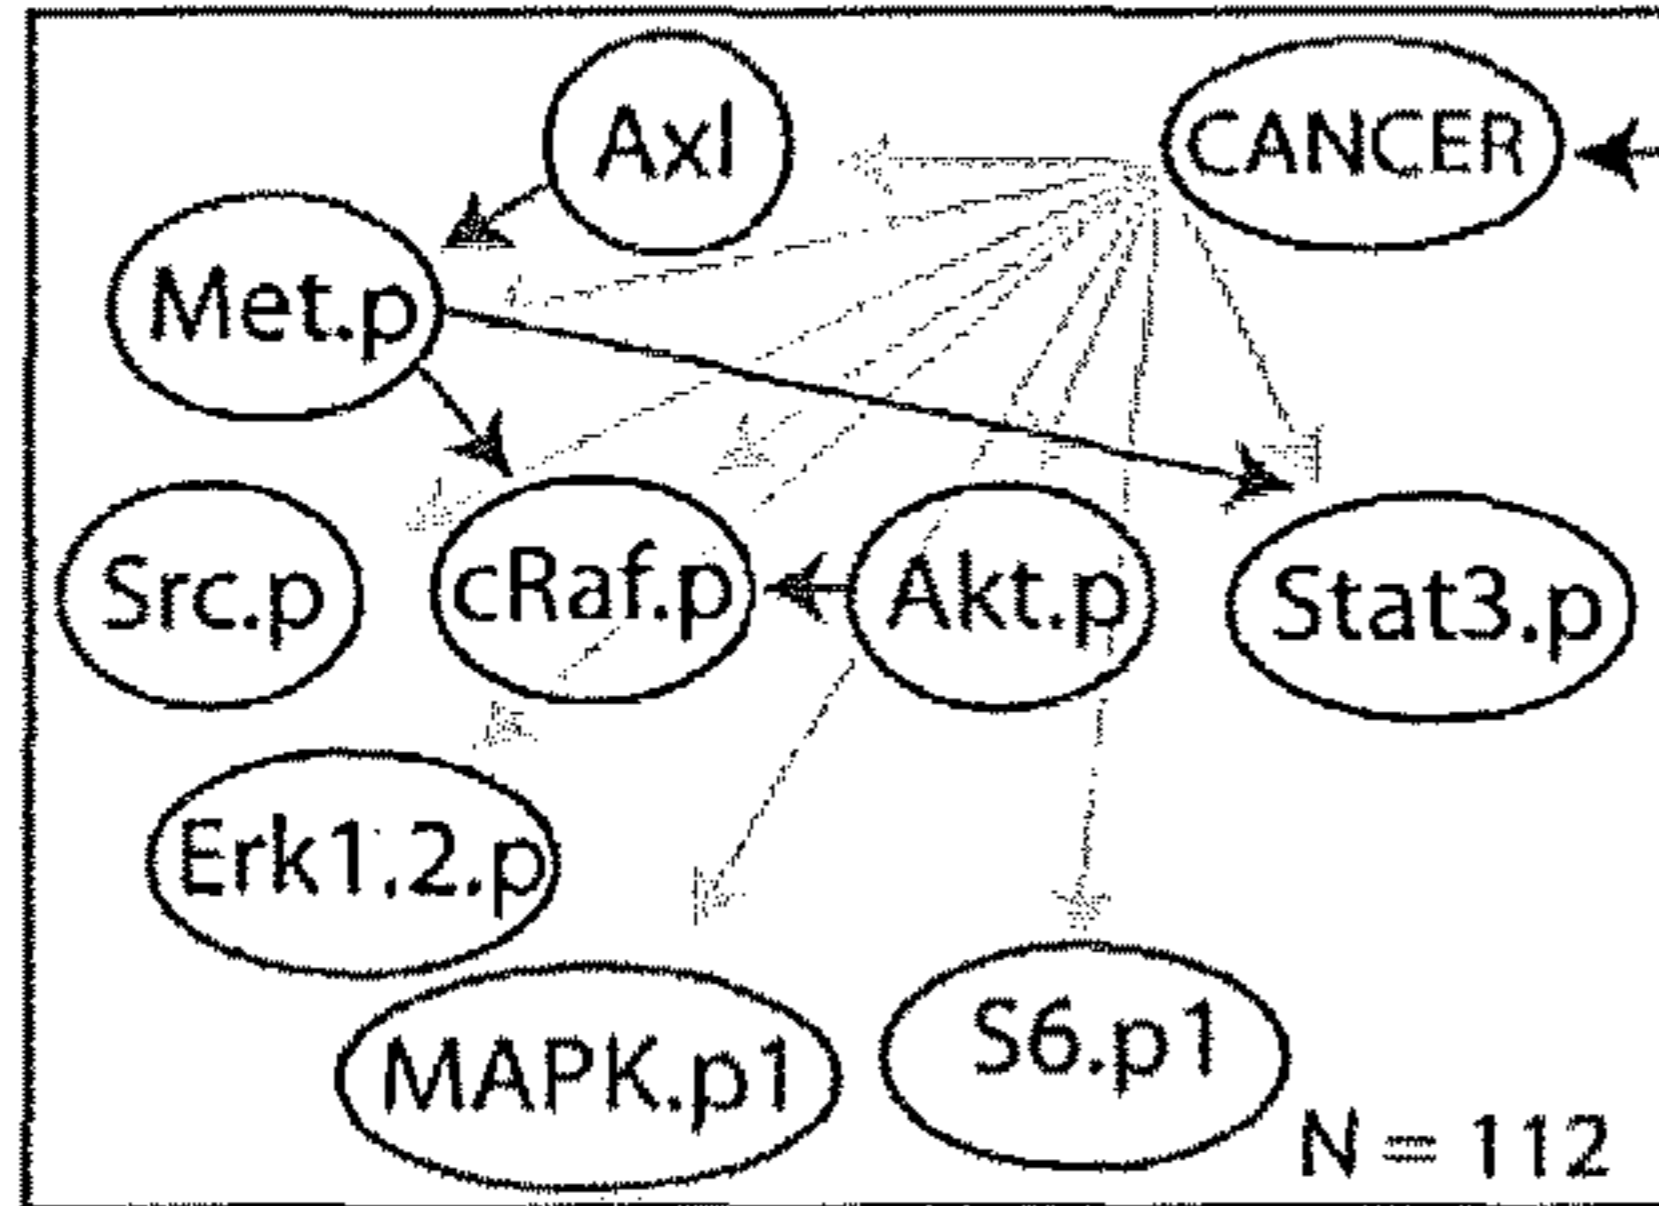 Axl
CANCER
Met.p
Src.p
cRaf.p
Akt.p
Stat3.p
Erk1.2.p
MAPK.p1
S6.p1
N = 112